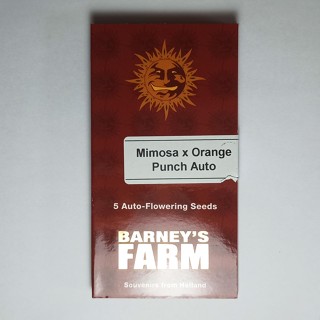 Mimosa x Orange
Punch Auto
5 Auto-Flowering Seeds
BARNEY'S
FARM
Souvenirs from Holland